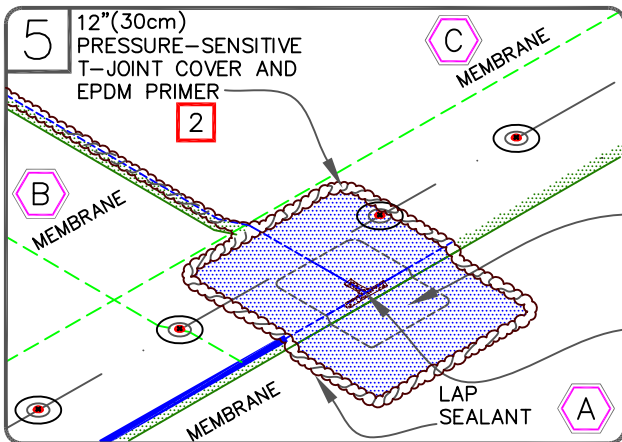 5
12"(30cm)
PRESSURE-SENSITIVE
T-JOINT COVER AND
EPDM PRIMER
2
C
MEMBRANE
B
MEMBRANE
MEMBRANE
LAP
SEALANT
A